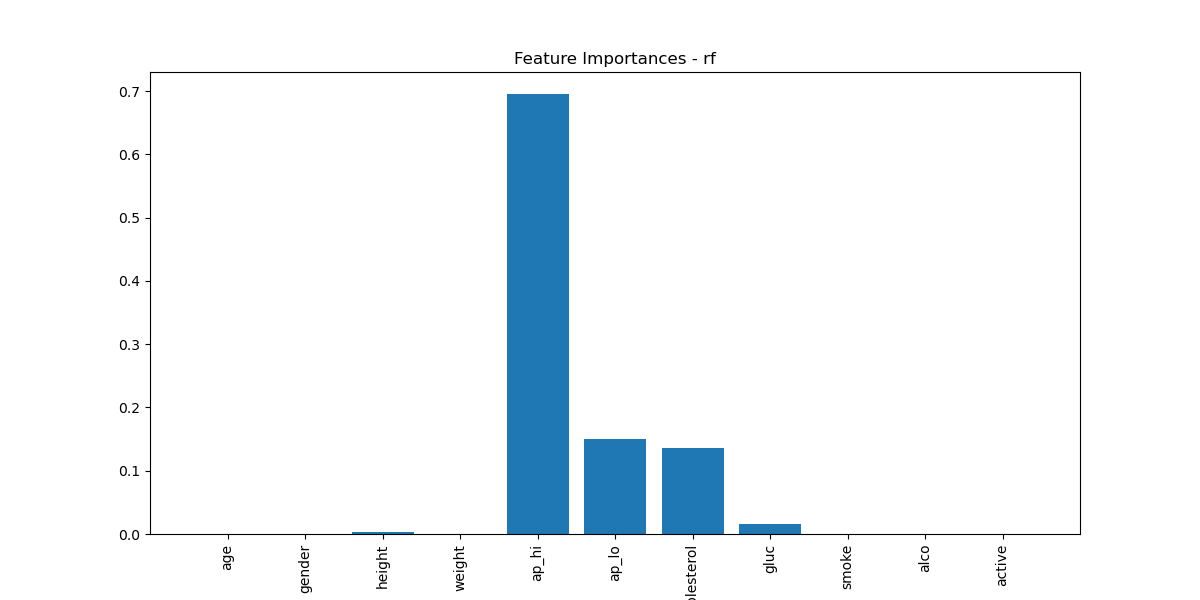 Feature Importances - rf
0.7
0.6
0.5
0.4
0.3
0.2
0.1
0.0
age
gender
height
weight
ap_hi
ap_lo
olesterol
gluc
smoke
alco
active